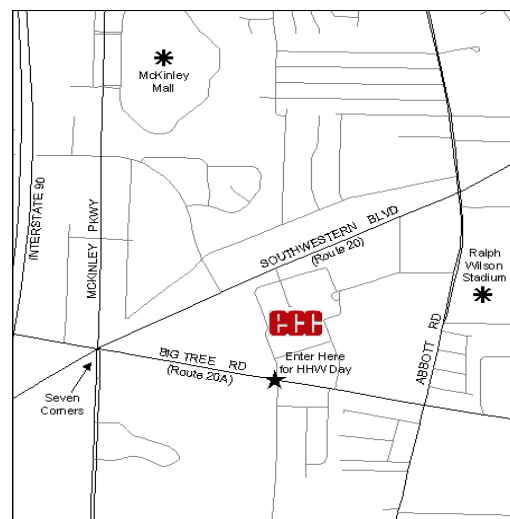 McKinley
Mall
INTERSTATE 90
MCKINLEY PKWY
SOUTHWESTERN BLVD
(Route 20)
Ralph
Wilson
Stadium
ecc
ABBOTT RD
BIG TREE RD
(Route 20A)
Enter Here
for HHW Day
Seven
Corners